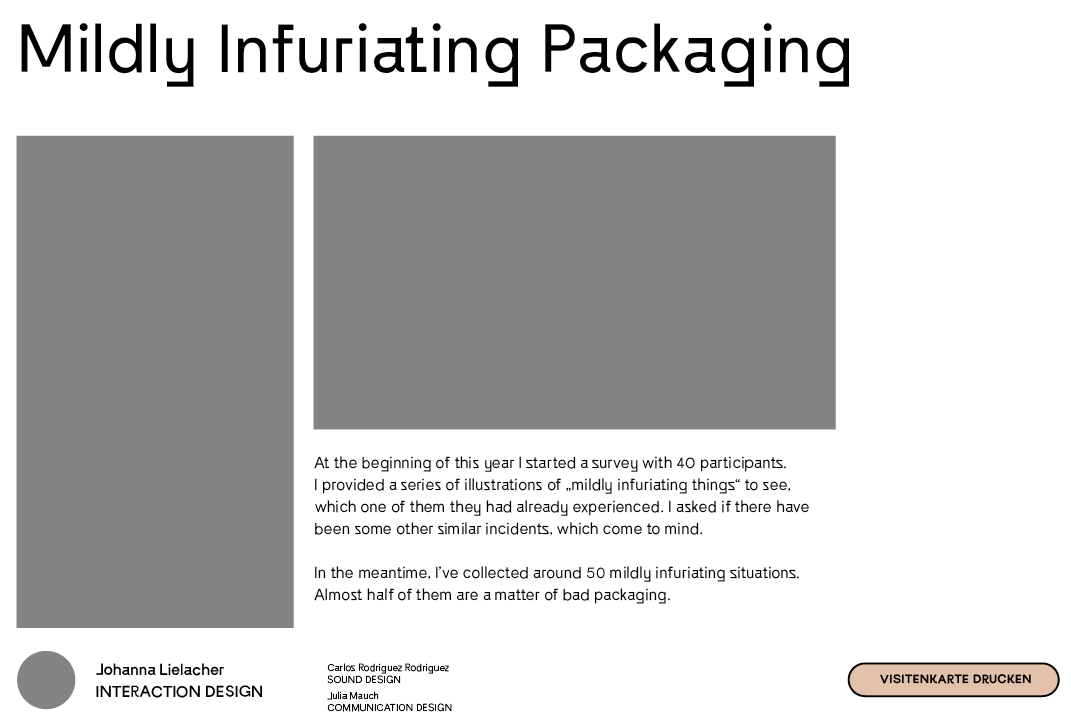 Mildly Infuriating Packaging
At the beginning of this year I started a survey with 40 participants.
I provided a series of illustrations of „mildly infuriating things“ to see,
which one of them they had already experienced. I asked if there have
been some other similar incidents, which come to mind.
In the meantime, I’ve collected around 50 mildly infuriating situations.
Almost half of them are a matter of bad packaging.
Johanna Lielacher
INTERACTION DESIGN
Carlos Rodriguez Rodriguez
SOUND DESIGN
Julia Mauch
COMMUNICATION DESIGN
VISITENKARTE DRUCKEN